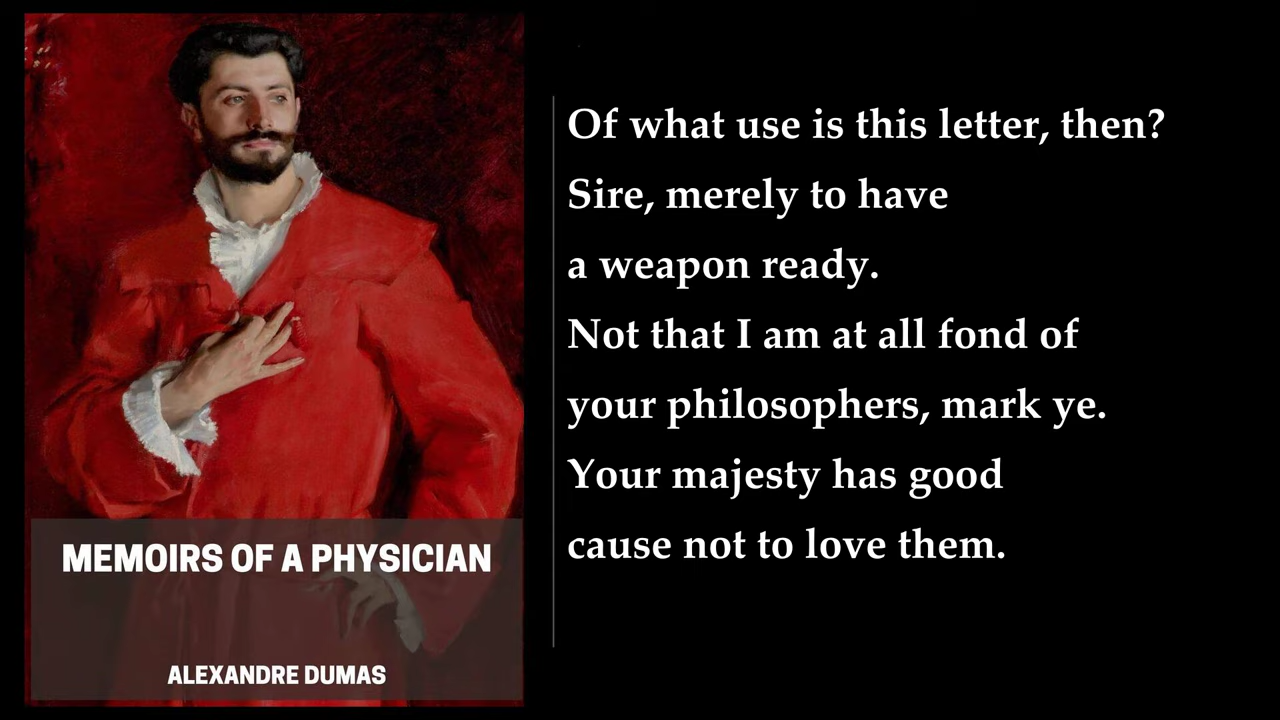 MEMOIRS OF A PHYSICIAN
ALEXANDRE DUMAS
Of what use is this letter, then?
Sire, merely to have
a weapon ready.
Not that I am at all fond of
your philosophers, mark ye.
Your majesty has good
cause not to love them.